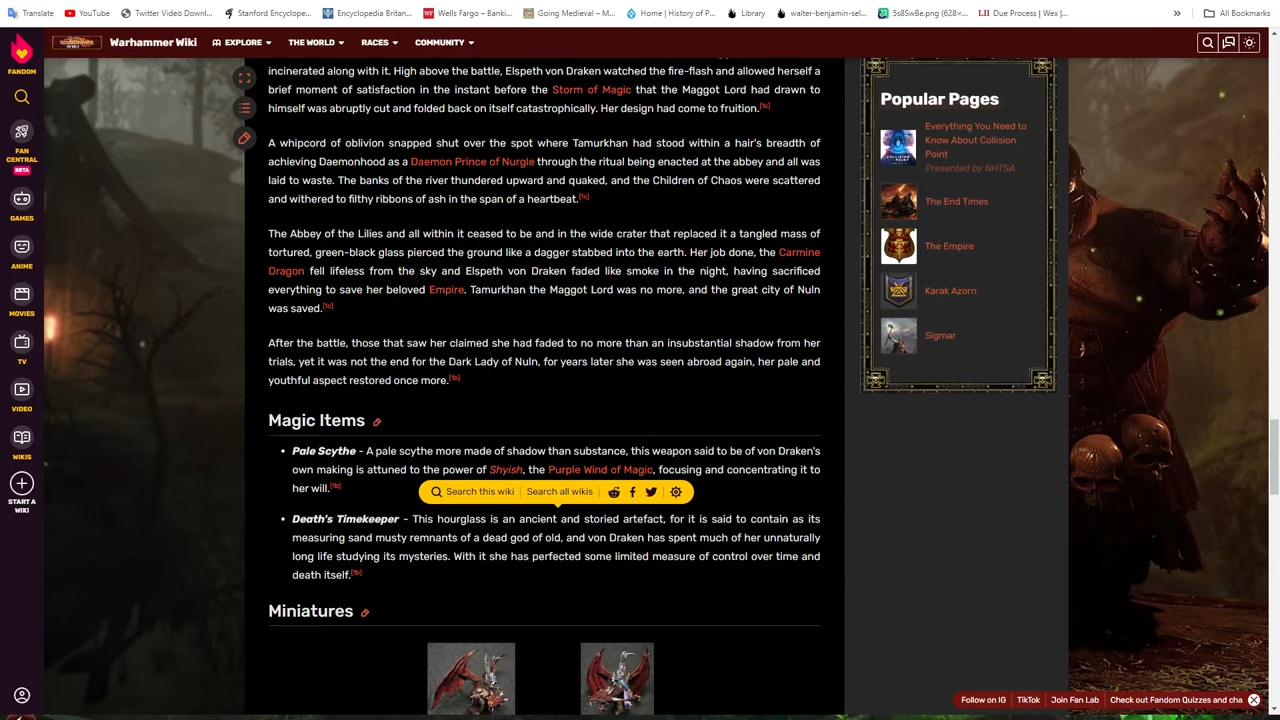 Translate
YouTube
Twitter Video Downl...
Stanford Encycloped...
Encyclopedia Britan...
Wells Fargo – Banki...
Going Medieval – M...
Home | History of P...
Library
walter-benjamin-sel...
5s8SwBe.png (628×...
LII Due Process | Wex |...
»
All Bookmarks
FANDOM
Warhammer Wiki
EXPLORE
THE WORLD
RACES
COMMUNITY
FAN CENTRAL
BETA
GAMES
ANIME
MOVIES
TV
VIDEO
WIKIS
START A WIKI
incinerated along with it. High above the battle, Elspeth von Draken watched the fire-flash and allowed herself a
brief moment of satisfaction in the instant before the Storm of Magic that the Maggot Lord had drawn to
himself was abruptly cut and folded back on itself catastrophically. Her design had come to fruition.[1c]
A whipcord of oblivion snapped shut over the spot where Tamurkhan had stood within a hair's breadth of
achieving Daemonhood as a Daemon Prince of Nurgle through the ritual being enacted at the abbey and all was
laid to waste. The banks of the river thundered upward and quaked, and the Children of Chaos were scattered
and withered to filthy ribbons of ash in the span of a heartbeat.[1c]
The Abbey of the Lilies and all within it ceased to be and in the wide crater that replaced it a tangled mass of
tortured, green-black glass pierced the ground like a dagger stabbed into the earth. Her job done, the Carmine
Dragon fell lifeless from the sky and Elspeth von Draken faded like smoke in the night, having sacrificed
everything to save her beloved Empire. Tamurkhan the Maggot Lord was no more, and the great city of Nuln
was saved.[1c]
After the battle, those that saw her claimed she had faded to no more than an insubstantial shadow from her
trials, yet it was not the end for the Dark Lady of Nuln, for years later she was seen abroad again, her pale and
youthful aspect restored once more.[1b]
Magic Items
• Pale Scythe - A pale scythe more made of shadow than substance, this weapon said to be of von Draken's
own making is attuned to the power of Shyish, the Purple Wind of Magic, focusing and concentrating it to
her will.[1b]
Search this wiki
Search all wikis
• Death's Timekeeper - This hourglass is an ancient and storied artefact, for it is said to contain as its
measuring sand musty remnants of a dead god of old, and von Draken has spent much of her unnaturally
long life studying its mysteries. With it she has perfected some limited measure of control over time and
death itself.[1b]
Miniatures
Popular Pages
Everything You Need to
Know About Collision
Point
Presented by NHTSA
The End Times
The Empire
Karak Azorn
Sigmar
Follow on IG
TikTok
Join Fan Lab
Check out Fandom Quizzes and cha